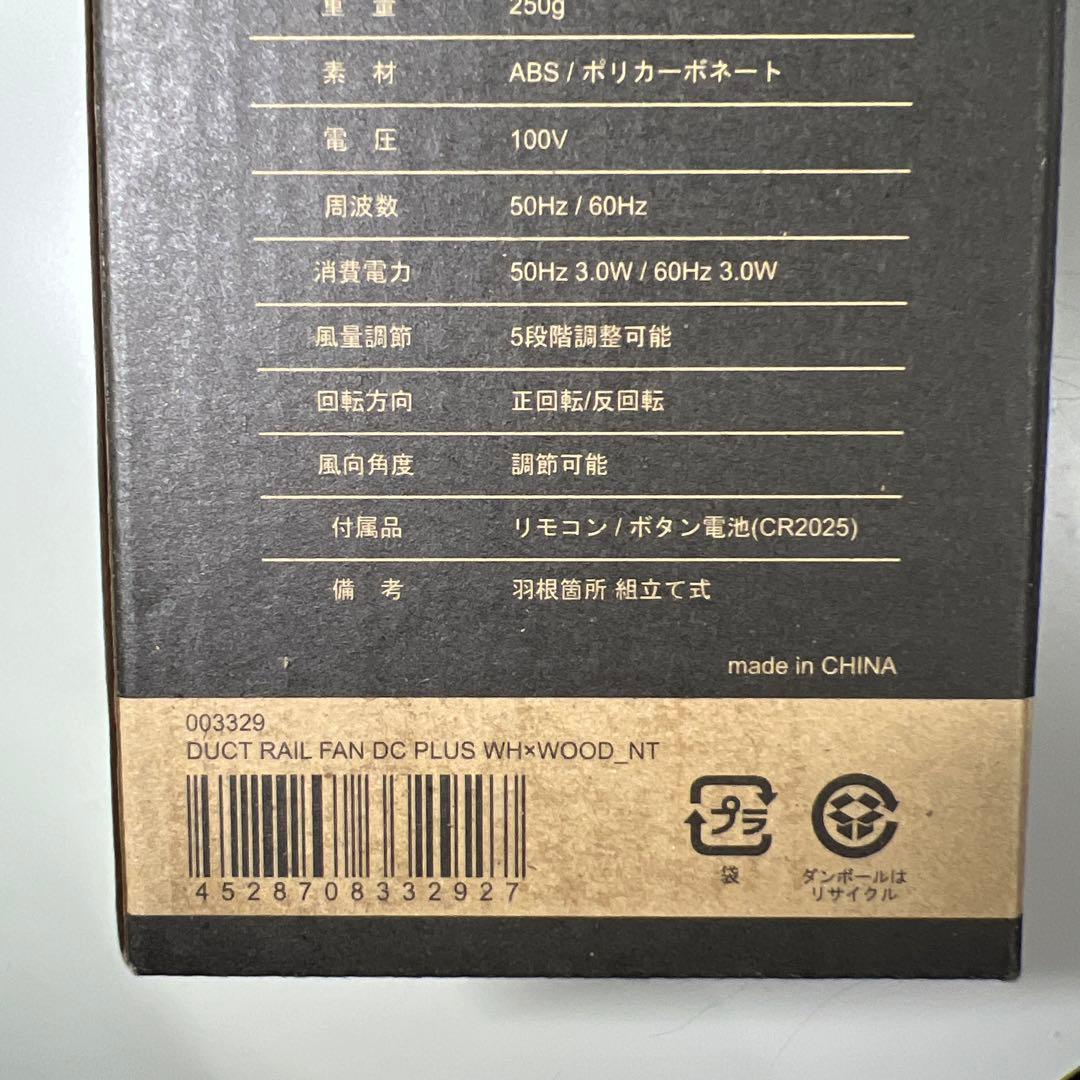 重 量 250g
素 材 ABS / ポリカーボネート
電 圧 100V
周波数 50Hz / 60Hz
消費電力 50Hz 3.0W / 60Hz 3.0W
風量調節 5段階調整可能
回転方向 正回転/反回転
風向角度 調節可能
付属品 リモコン / ボタン電池(CR2025)
備 考 羽根箇所 組立て式
made in CHINA
003329
DUCT RAIL FAN DC PLUS WH×WOOD_NT
4528708332927
プラ
袋
ダンボールは
リサイクル